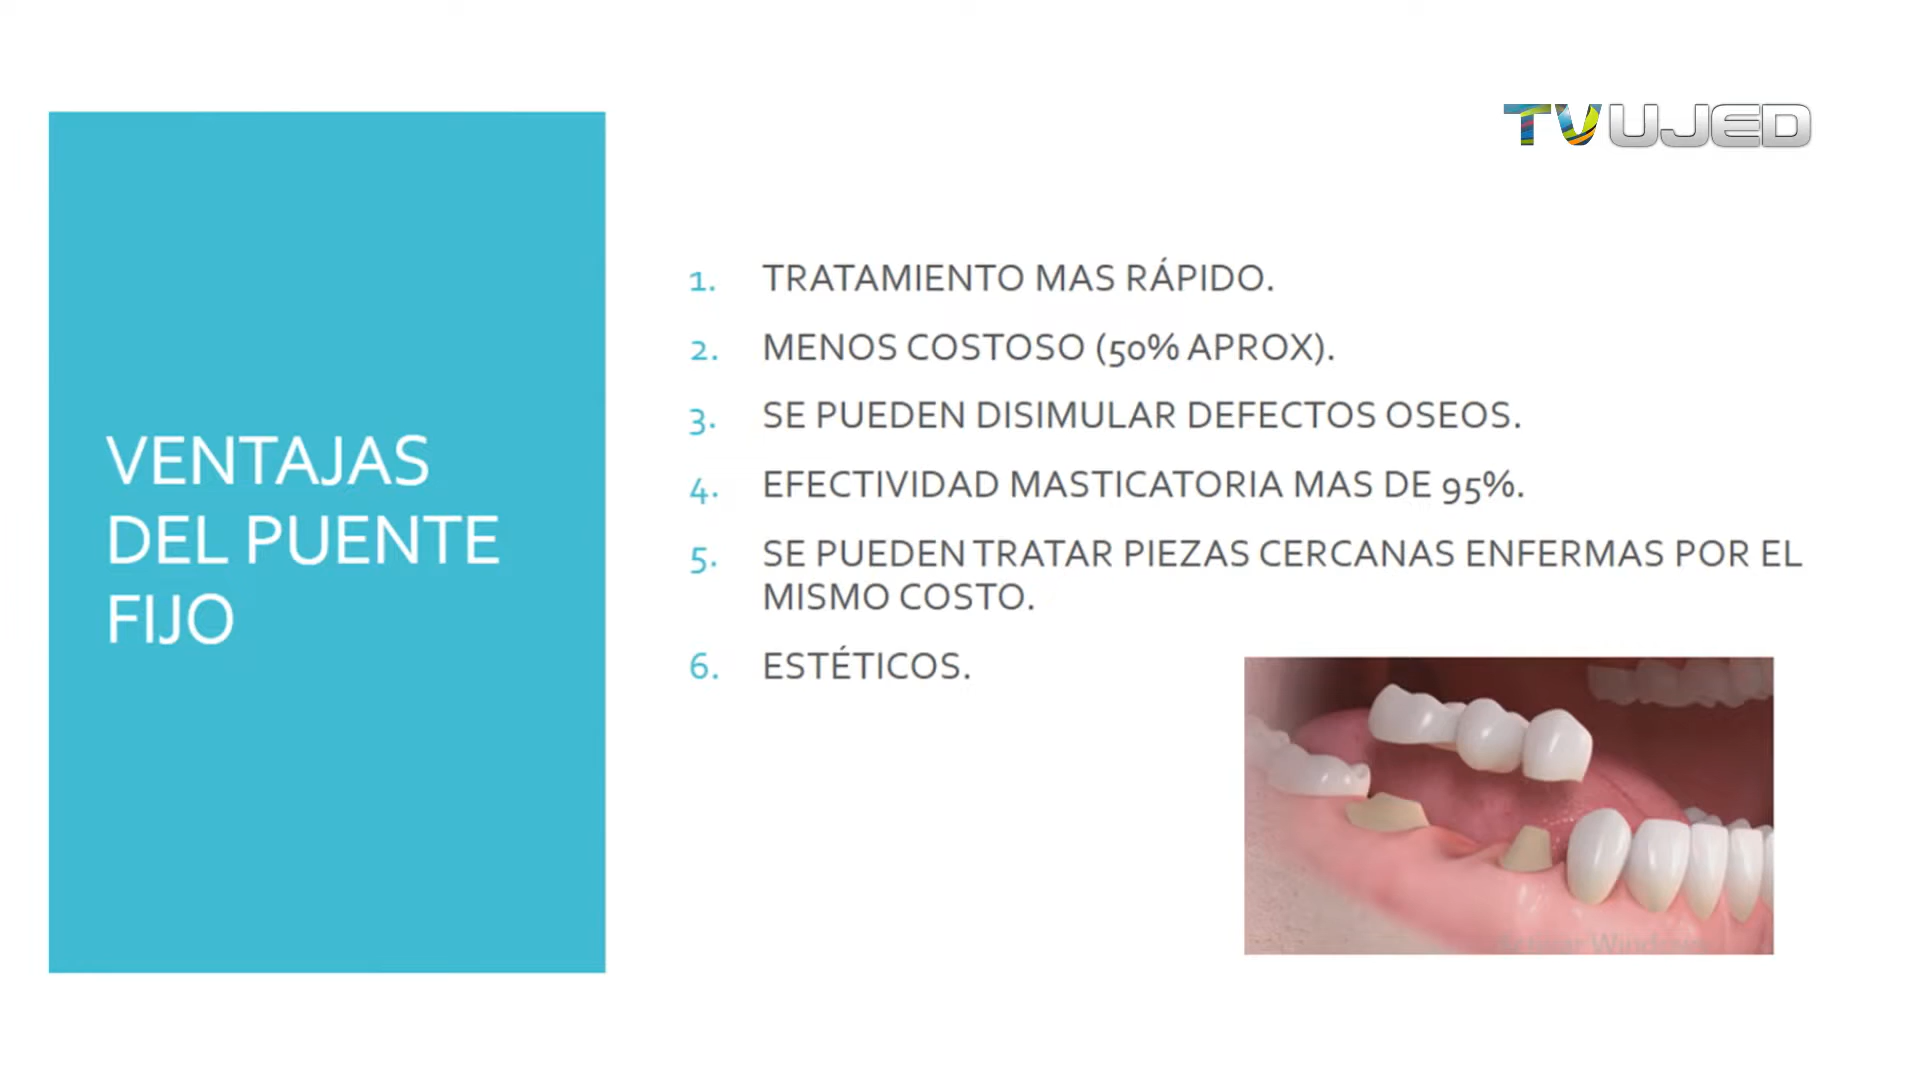 TVUJED
VENTAJAS
DEL PUENTE
FIJO
1. TRATAMIENTO MAS RÁPIDO.
2. MENOS COSTOSO (50% APROX).
3. SE PUEDEN DISIMULAR DEFECTOS OSEOS.
4. EFECTIVIDAD MASTICATORIA MAS DE 95%.
5. SE PUEDEN TRATAR PIEZAS CERCANAS ENFERMAS POR EL
MISMO COSTO.
6. ESTÉTICOS.
Activar Windows